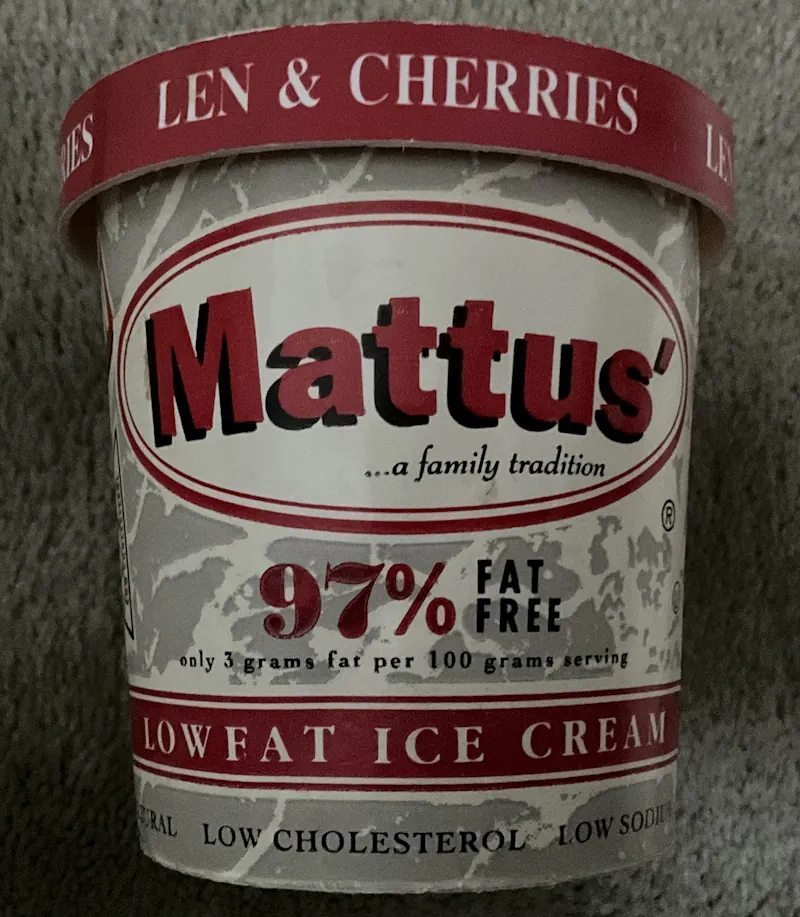 LEN & CHERRIES
Mattus'
...a family tradition
®
97% FAT FREE
only 3 grams fat per 100 grams serving
LOWFAT ICE CREAM
LOW CHOLESTEROL LOW